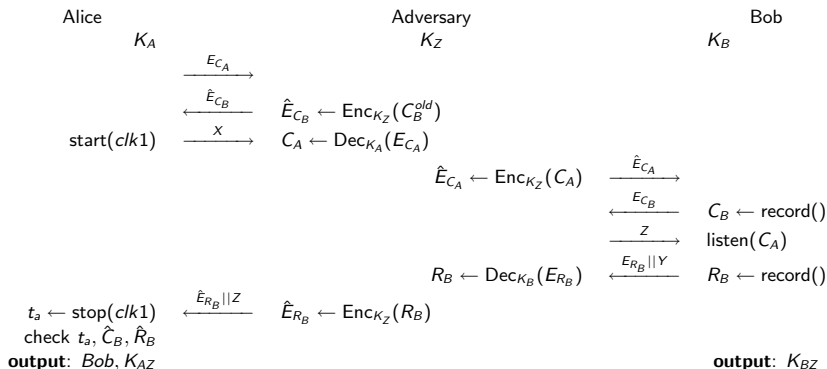 Alice Adversary Bob
K_A K_Z K_B
E_{C_A}
Ê_{C_B} Ê_{C_B} ← Enc_{K_Z}(C_B^{old})
start(clk1) X C_A ← Dec_{K_A}(E_{C_A})
Ê_{C_A} ← Enc_{K_Z}(C_A) Ê_{C_A}
E_{C_B} C_B ← record()
Z listen(C_A)
R_B ← Dec_{K_B}(E_{R_B}) E_{R_B}||Y R_B ← record()
t_a ← stop(clk1) Ê_{R_B}||Z Ê_{R_B} ← Enc_{K_Z}(R_B)
check t_a, Ĉ_B, R̂_B
output: Bob, K_{AZ} output: K_{BZ}